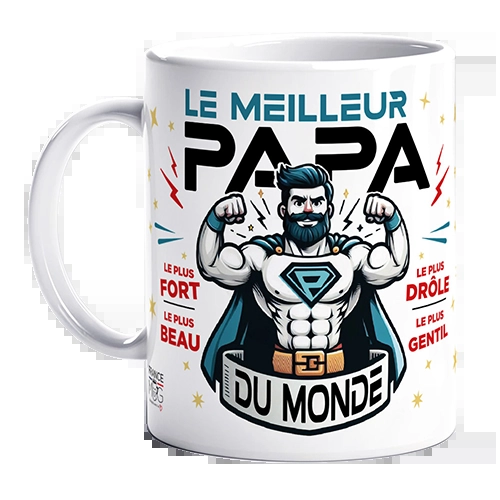 LE MEILLEUR
PAPA
LE PLUS
FORT
LE PLUS
BEAU
LE PLUS
DRÔLE
LE PLUS
GENTIL
P
DU MONDE